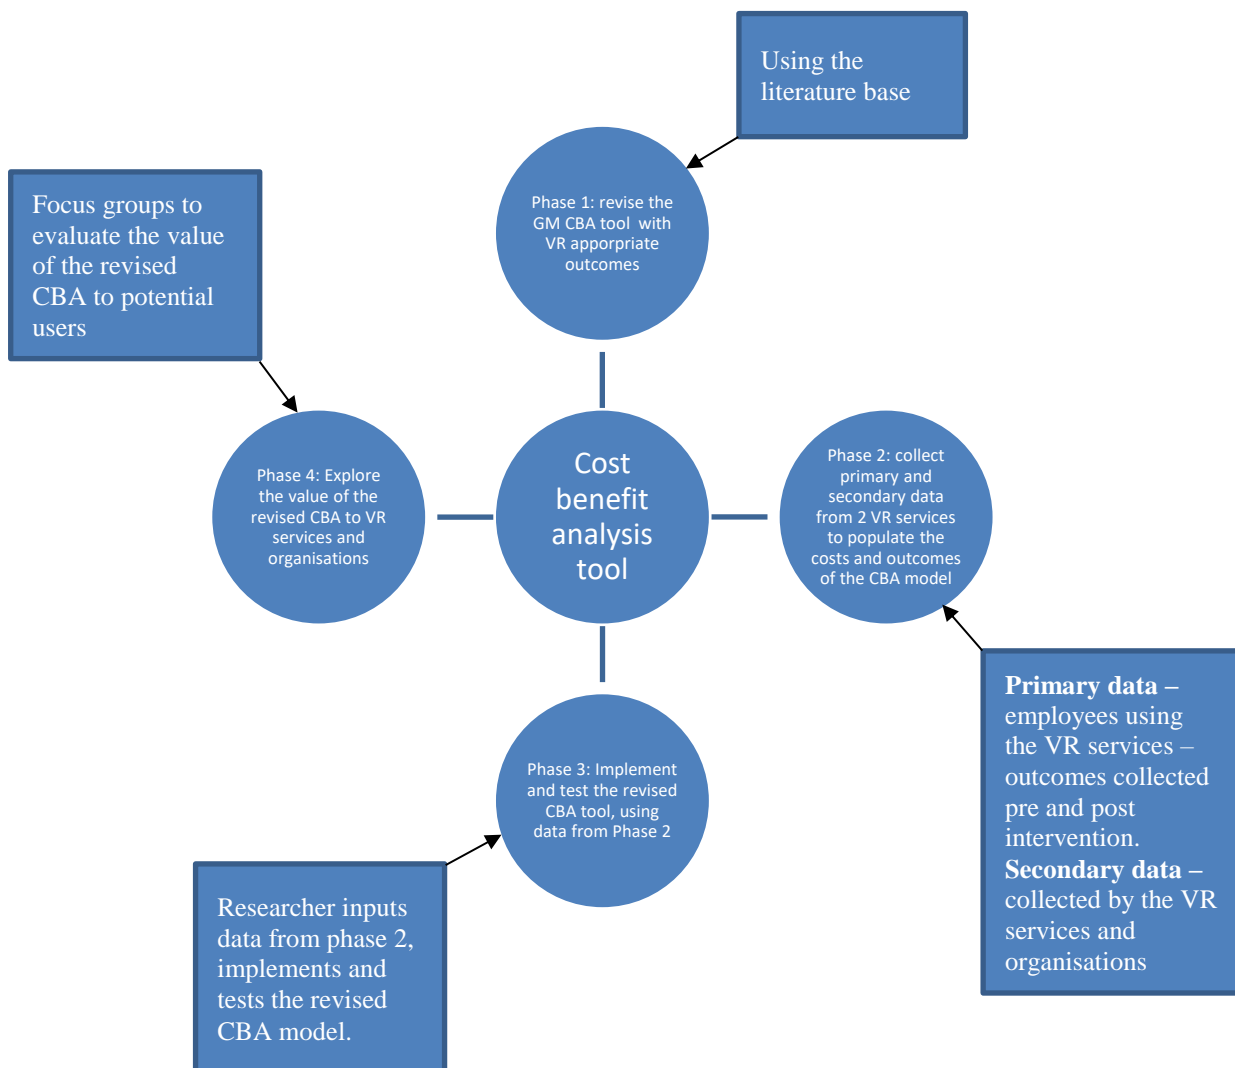 Using the
literature base
Phase 1: revise the
GM CBA tool  with
VR apporpriate
outcomes
Focus groups to
evaluate the value
of the revised
CBA to potential
users
Phase 4: Explore
the value of the
revised CBA to VR
services and
organisations
Cost
benefit
analysis
tool
Phase 2: collect
primary and
secondary data
from 2 VR services
to populate the
costs and outcomes
of the CBA model
Primary data –
employees using
the VR services –
outcomes collected
pre and post
intervention.
Secondary data –
collected by the VR
services and
organisations
Phase 3: Implement
and test the revised
CBA tool, using
data from Phase 2
Researcher inputs
data from phase 2,
implements and
tests the revised
CBA model.